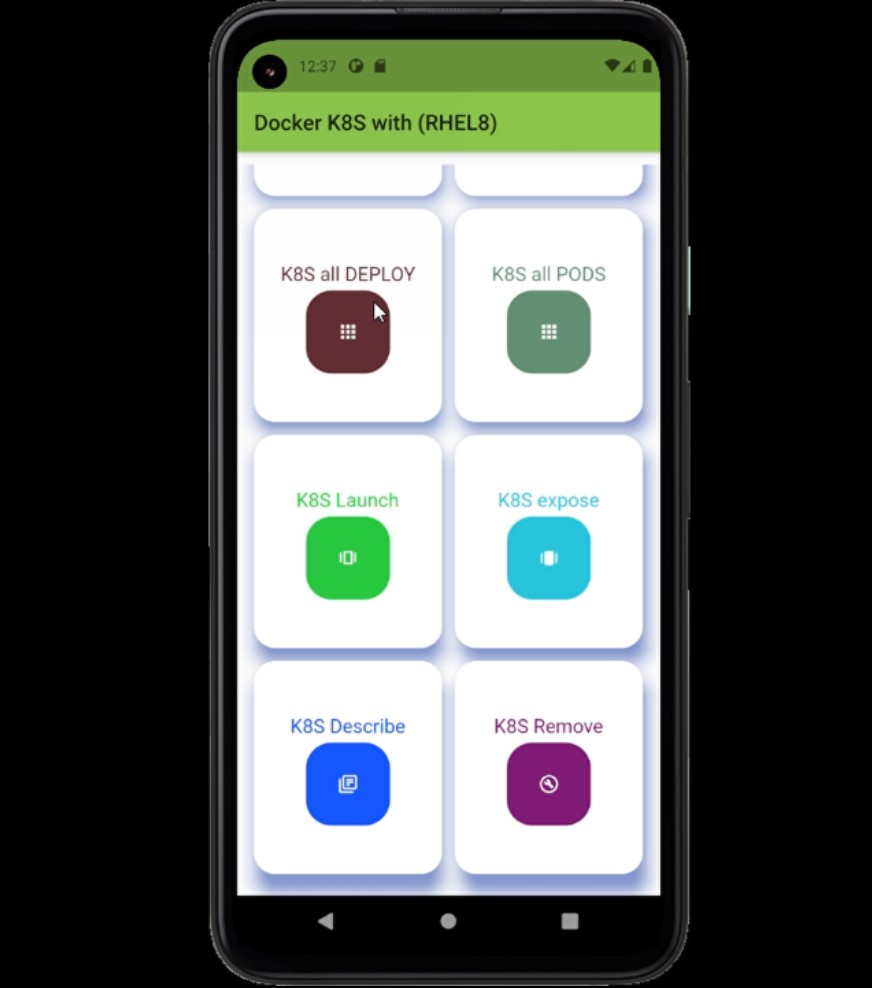 12:37
Docker K8S with (RHEL8)
K8S all DEPLOY
K8S all PODS
K8S Launch
K8S expose
K8S Describe
K8S Remove